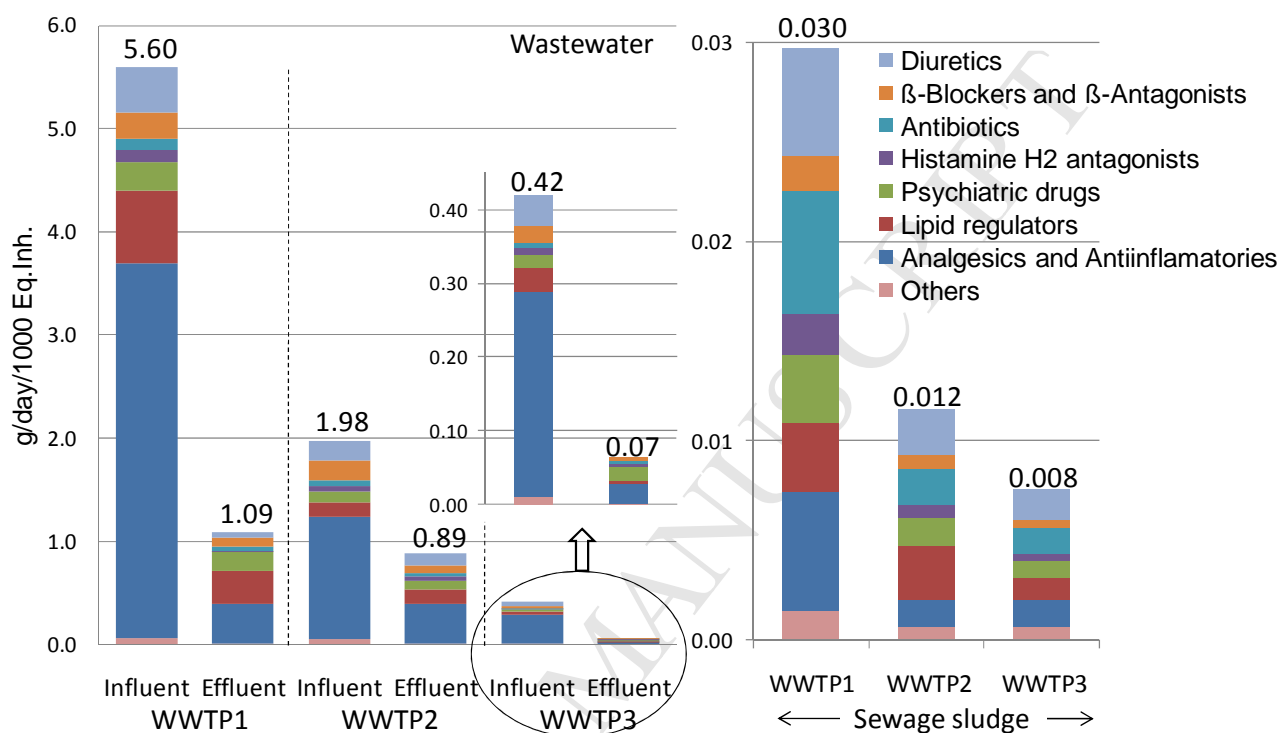 6.0
5.0
4.0
3.0
2.0
1.0
0.0
g/day/1000 Eq.Inh.
Wastewater
5.60
1.09
1.98
0.89
0.42
0.07
0.40
0.30
0.20
0.10
0.00
Influent Effluent Influent Effluent Influent Effluent
WWTP1 WWTP2 WWTP3
0.03
0.02
0.01
0.00
0.030
0.012
0.008
Diuretics
ß-Blockers and ß-Antagonists
Antibiotics
Histamine H2 antagonists
Psychiatric drugs
Lipid regulators
Analgesics and Antiinflamatories
Others
WWTP1 WWTP2 WWTP3
Sewage sludge
MANUSCRIPT